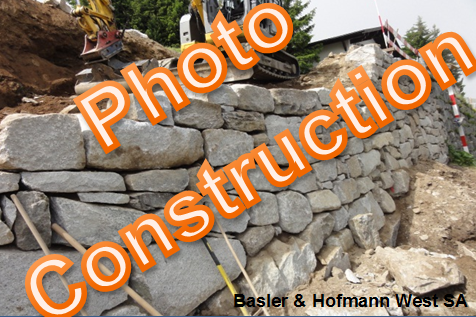 Photo
Construction
Basler & Hofmann West SA